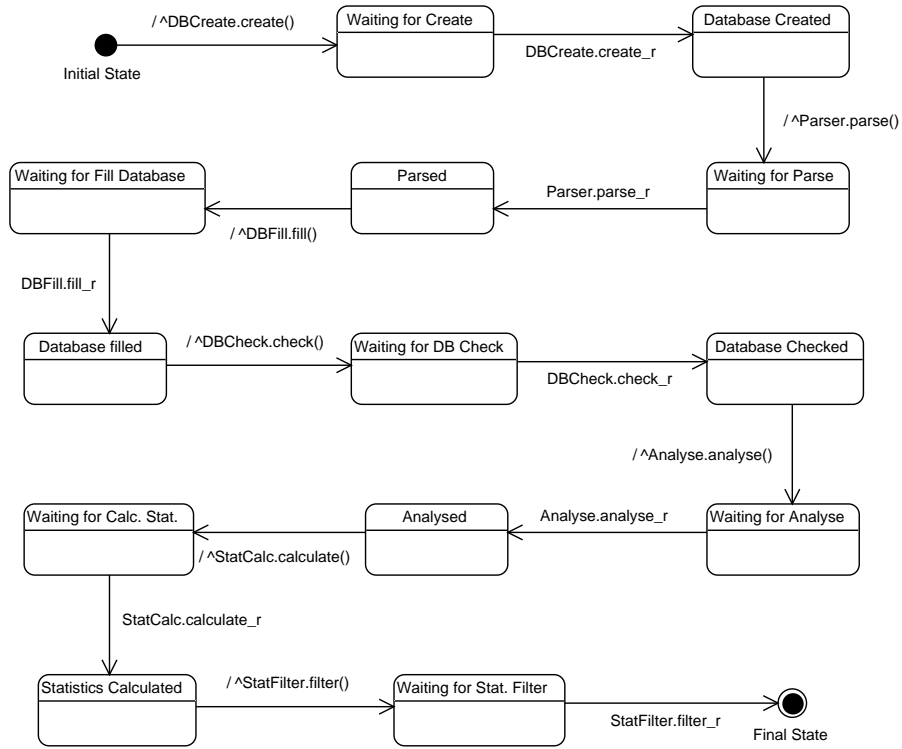 / ^DBCreate.create()
Waiting for Create
Database Created
DBCreate.create_r
Initial State
/ ^Parser.parse()
Waiting for Fill Database
Parsed
Parser.parse_r
Waiting for Parse
/ ^DBFill.fill()
DBFill.fill_r
Database filled
/ ^DBCheck.check()
Waiting for DB Check
Database Checked
DBCheck.check_r
/ ^Analyse.analyse()
Waiting for Calc. Stat.
Analysed
Analyse.analyse_r
Waiting for Analyse
/ ^StatCalc.calculate()
StatCalc.calculate_r
Statistics Calculated
/ ^StatFilter.filter()
Waiting for Stat. Filter
StatFilter.filter_r
Final State